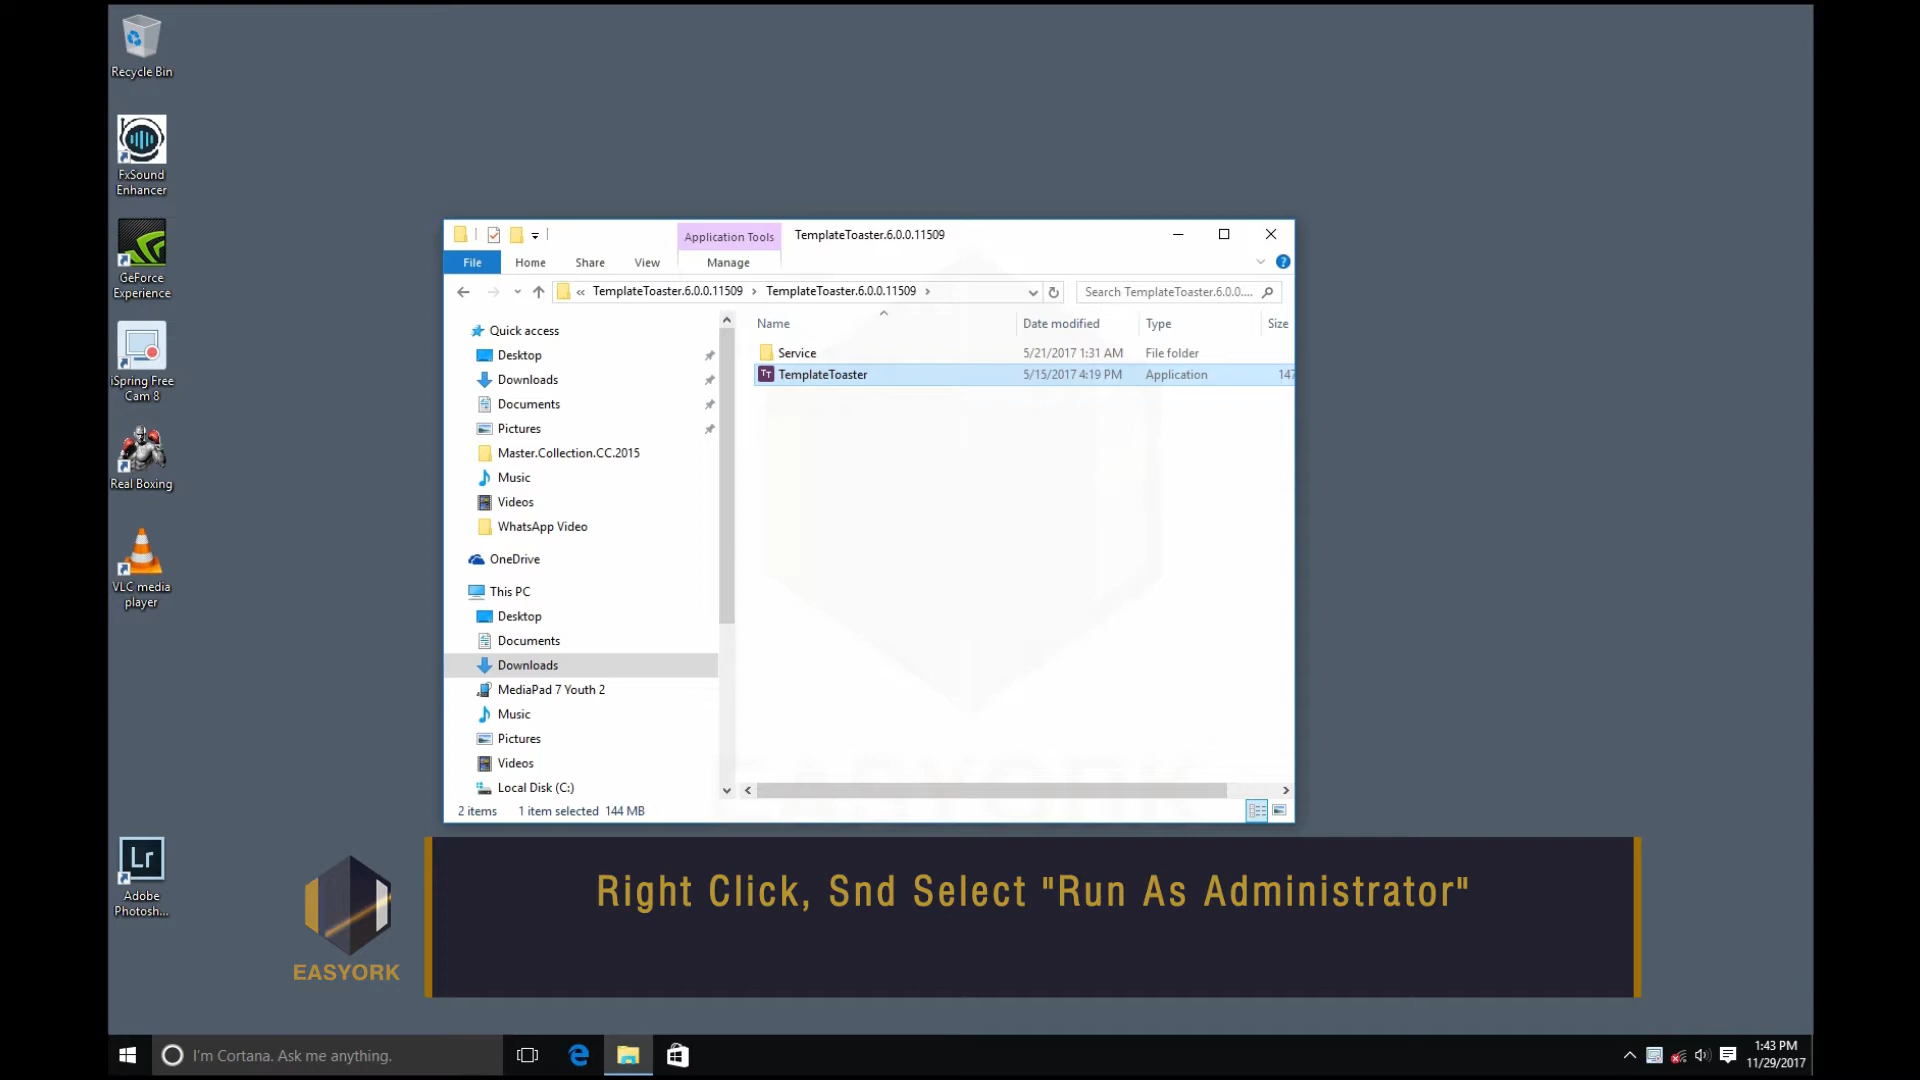 Recycle Bin
FxSound
Enhancer
GeForce
Experience
iSpring Free
Cam 8
Real Boxing
VLC media
player
Lr
Adobe
Photosh...
Application Tools
TemplateToaster.6.0.0.11509
File
Home
Share
View
Manage
?
«
TemplateToaster.6.0.0.11509
TemplateToaster.6.0.0.11509
Search TemplateToaster.6.0.0....
Quick access
Desktop
Downloads
Documents
Pictures
Master.Collection.CC.2015
Music
Videos
WhatsApp Video
OneDrive
This PC
Desktop
Documents
Downloads
MediaPad 7 Youth 2
Music
Pictures
Videos
Local Disk (C:)
Name
Date modified
Type
Size
Service
5/21/2017 1:31 AM
File folder
TT
TemplateToaster
5/15/2017 4:19 PM
Application
147
EASYORK
2 items
1 item selected 144 MB
Right Click, Snd Select "Run As Administrator"
EASYORK
I'm Cortana. Ask me anything.
1:43 PM
11/29/2017